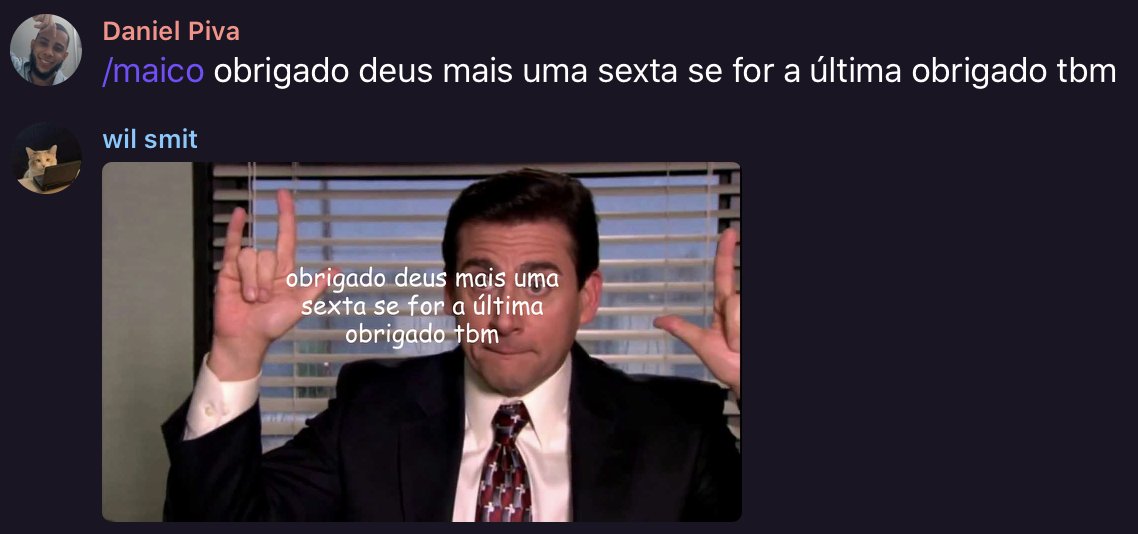 Daniel Piva
/maico obrigado deus mais uma sexta se for a última obrigado tbm
wil smit
obrigado deus mais uma
sexta se for a última
obrigado tbm